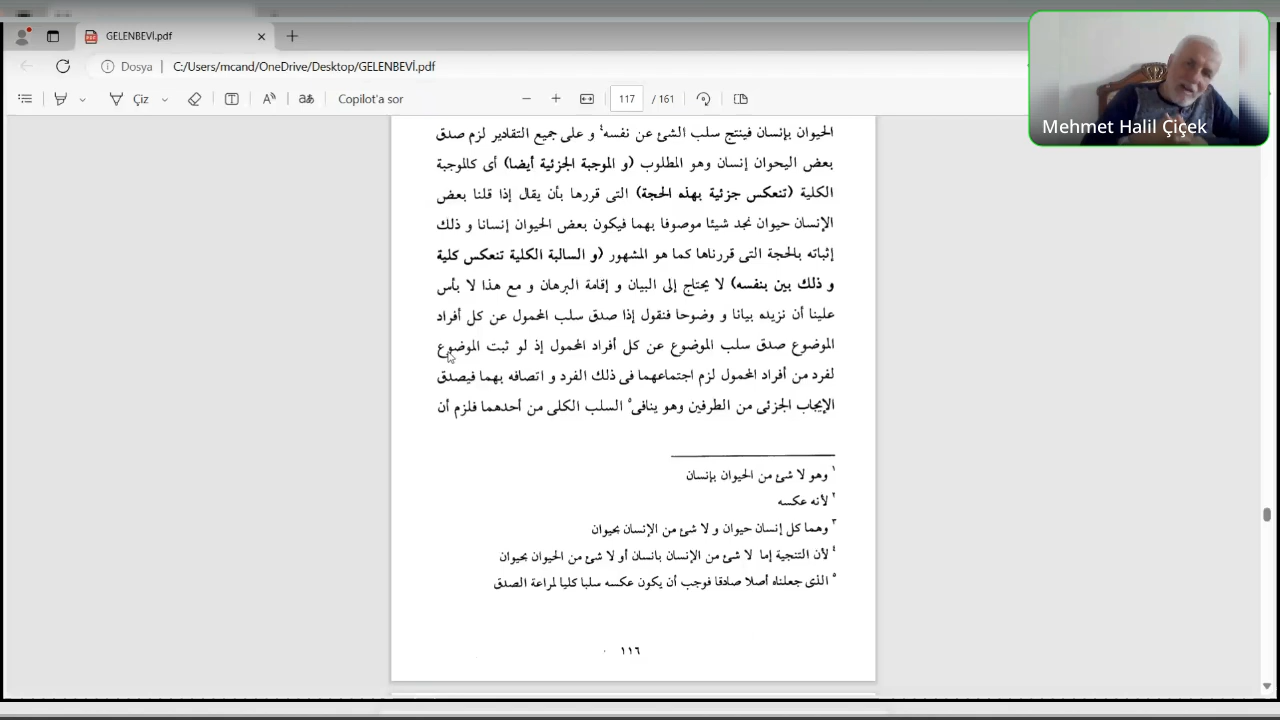 GELENBEVİ.pdf
Dosya
C:/Users/mcand/OneDrive/Desktop/GELENBEVİ.pdf
Çiz
Copilot'a sor
117 / 161
Mehmet Halil Çiçek
الحيوان بإنسان فينتج سلب الشئ عن نفسه٤ و على جميع التقادير لزم صدق
بعض اليحوان إنسان وهو المطلوب (و الموجبة الجزئية أيضا) أى كالموجبة
الكلية (تنعكس جزئية بهذه الحجة) التى قررها بأن يقال إذا قلنا بعض
الإنسان حيوان نجد شيئا موصوفا بهما فيكون بعض الحيوان إنسانا و ذلك
إثباته بالحجة التى قررناها كما هو المشهور (و السالبة الكلية تنعكس كلية
و ذلك بين بنفسه) لا يحتاج إلى البيان و إقامة البرهان و مع هذا لا بأس
علينا أن نزيده بيانا و وضوحا فنقول إذا صدق سلب المحمول عن كل أفراد
الموضوع صدق سلب الموضوع عن كل أفراد المحمول إذ لو ثبت الموضوع
لفرد من أفراد المحمول لزم اجتماعهما فى ذلك الفرد و اتصافه بهما فيصدق
الإيجاب الجزئى من الطرفين وهو ينافى٥ السلب الكلى من أحدهما فلزم أن
١ وهو لا شئ من الحيوان بإنسان
٢ لأنه عكسه
٣ وهما كل إنسان حيوان و لا شئ من الإنسان بحيوان
٤ لأن التنجية إما لا شئ من الإنسان بانسان أو لا شئ من الحيوان بحيوان
٥ الذى جعلناه أصلا صادقا فوجب أن يكون عكسه سلبا كليا لمراعة الصدق
١١٦